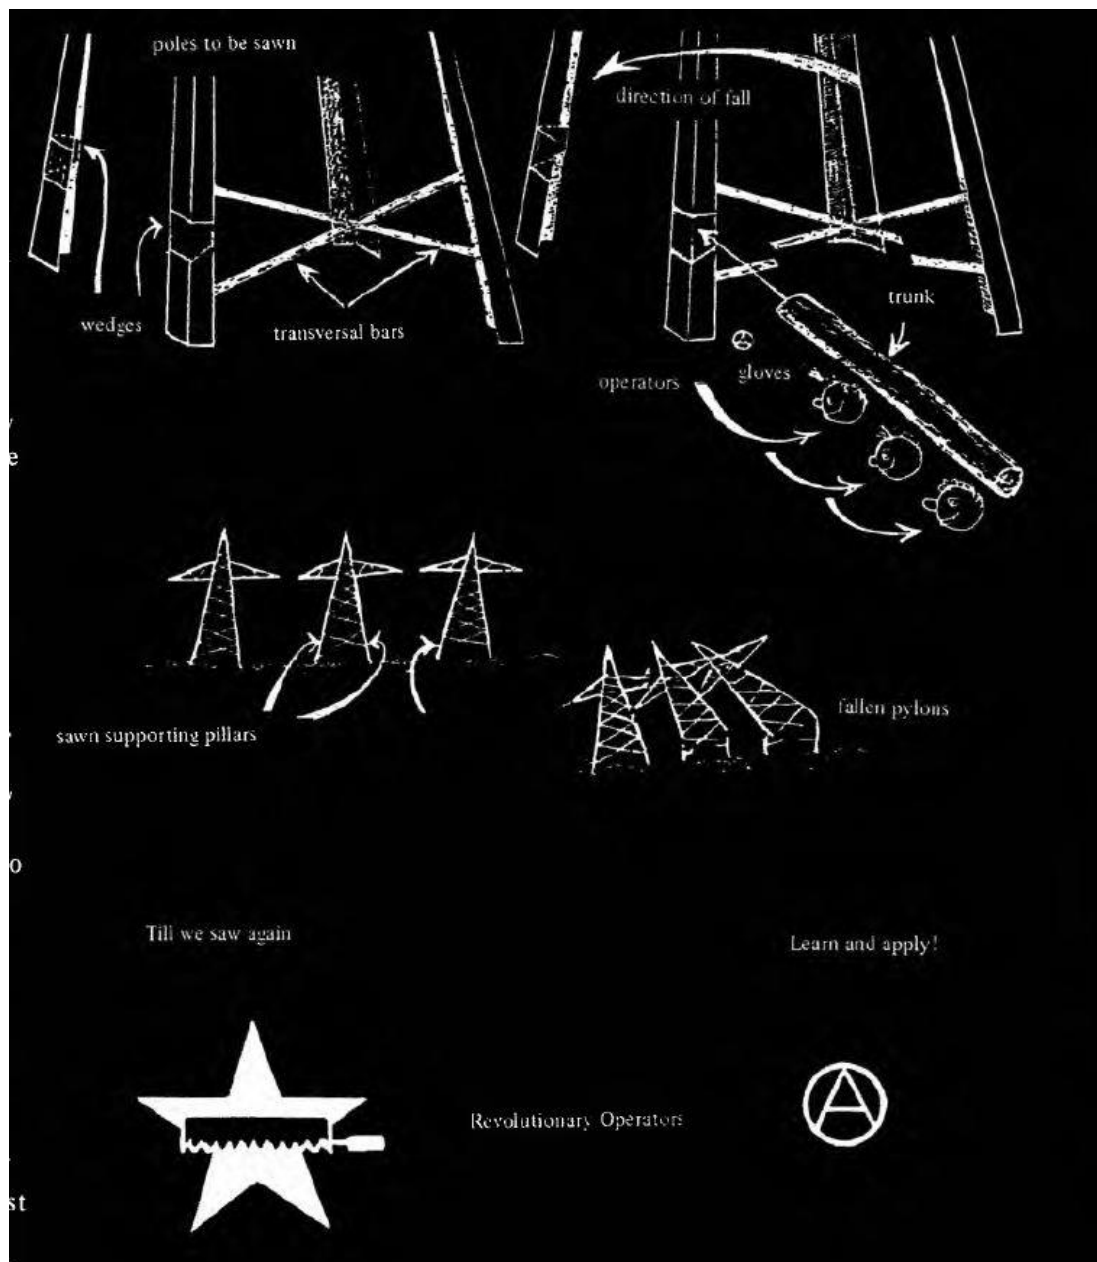 poles to be sawn
direction of fall
trunk
wedges
transversal bars
gloves
operators
e
fallen pylons
sawn supporting pillars
o
Till we saw again
Learn and apply!
Revolutionary Operators
A
st